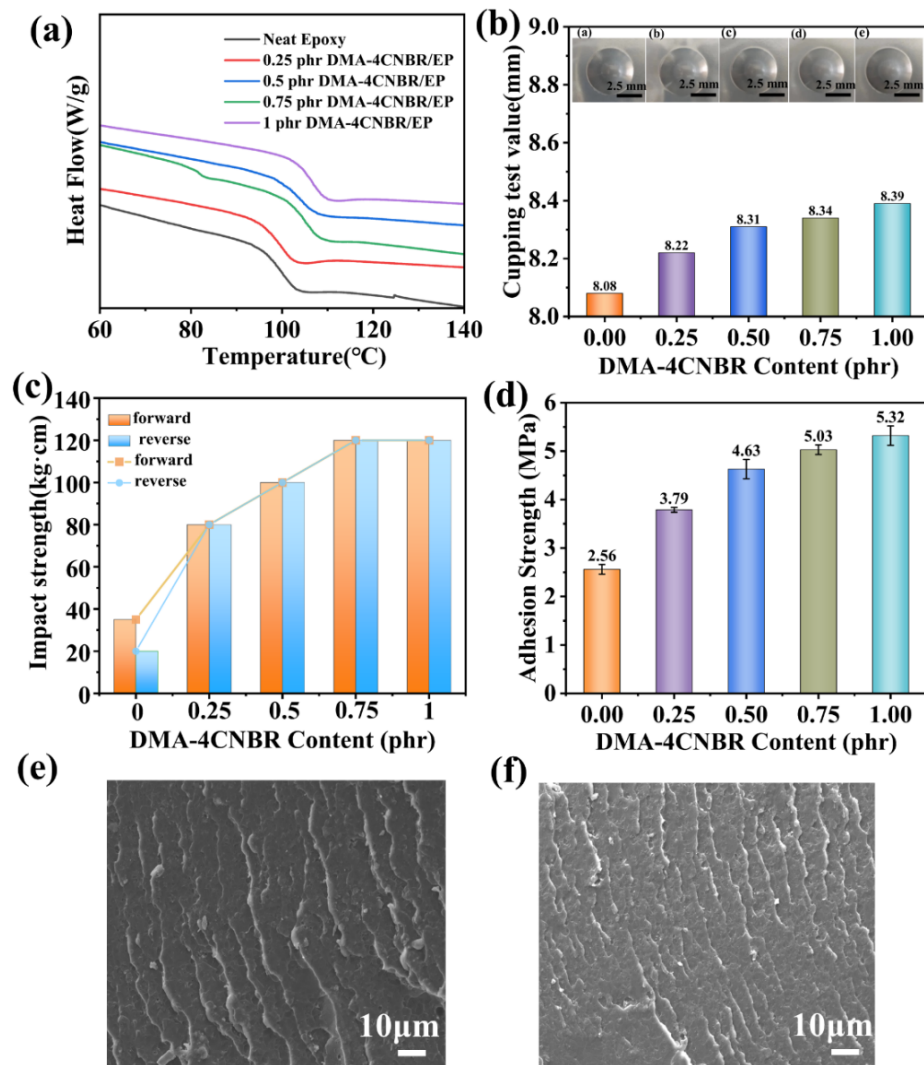 (a)
Neat Epoxy
0.25 phr DMA-4CNBR/EP
0.5 phr DMA-4CNBR/EP
0.75 phr DMA-4CNBR/EP
1 phr DMA-4CNBR/EP
Heat Flow(W/g)
60 80 100 120 140
Temperature(°C)
(b)
(a) (b) (c) (d) (e)
2.5 mm 2.5 mm 2.5 mm 2.5 mm 2.5 mm
Cupping test value(mm)
9.0
8.8
8.6
8.4
8.2
8.0
8.08 8.22 8.31 8.34 8.39
0.00 0.25 0.50 0.75 1.00
DMA-4CNBR Content (phr)
(c)
forward
reverse
forward
reverse
Impact strength(kg·cm)
140
120
100
80
60
40
20
0
0 0.25 0.5 0.75 1
DMA-4CNBR Content (phr)
(d)
Adhesion Strength (MPa)
6
5
4
3
2
1
0
2.56 3.79 4.63 5.03 5.32
0.00 0.25 0.50 0.75 1.00
DMA-4CNBR Content (phr)
(e)
10μm
(f)
10μm